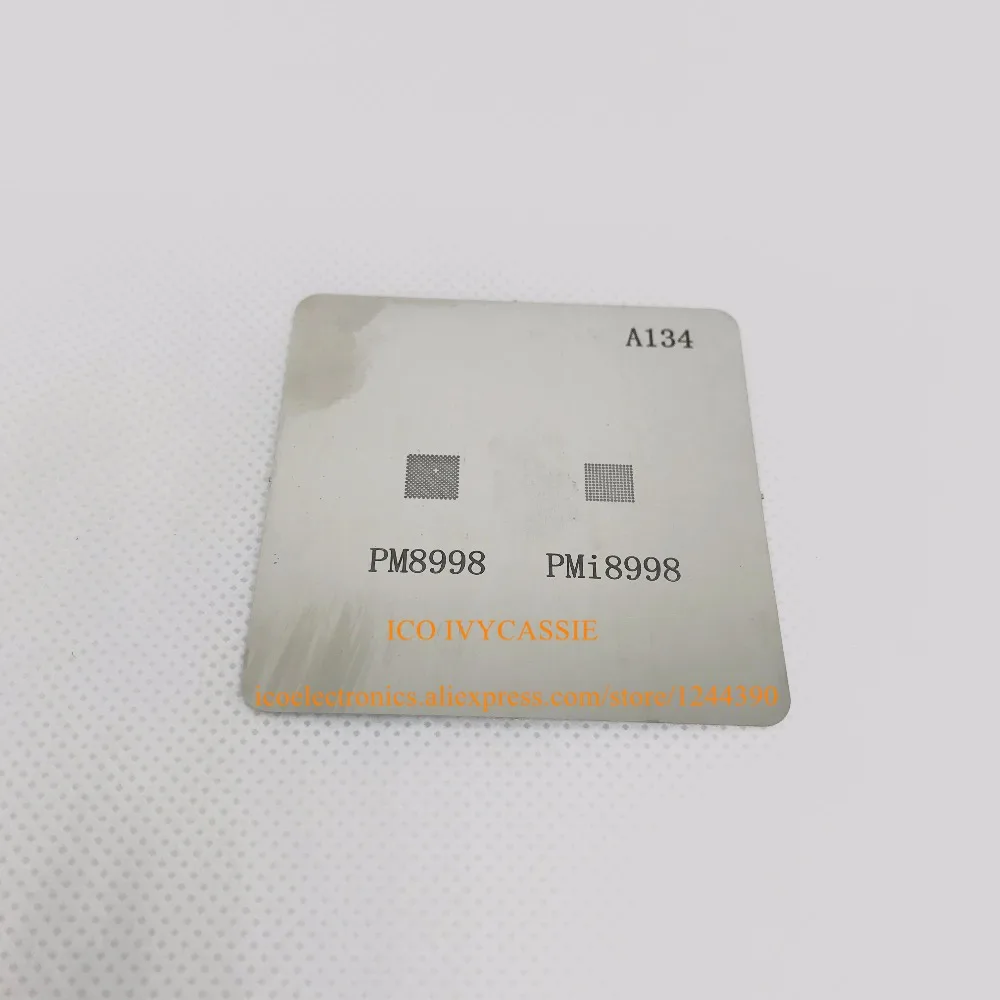 A134
PM8998 PMi8998
ICO IVYCASSIE
icoelectronics.aliexpress.com/store/1244390